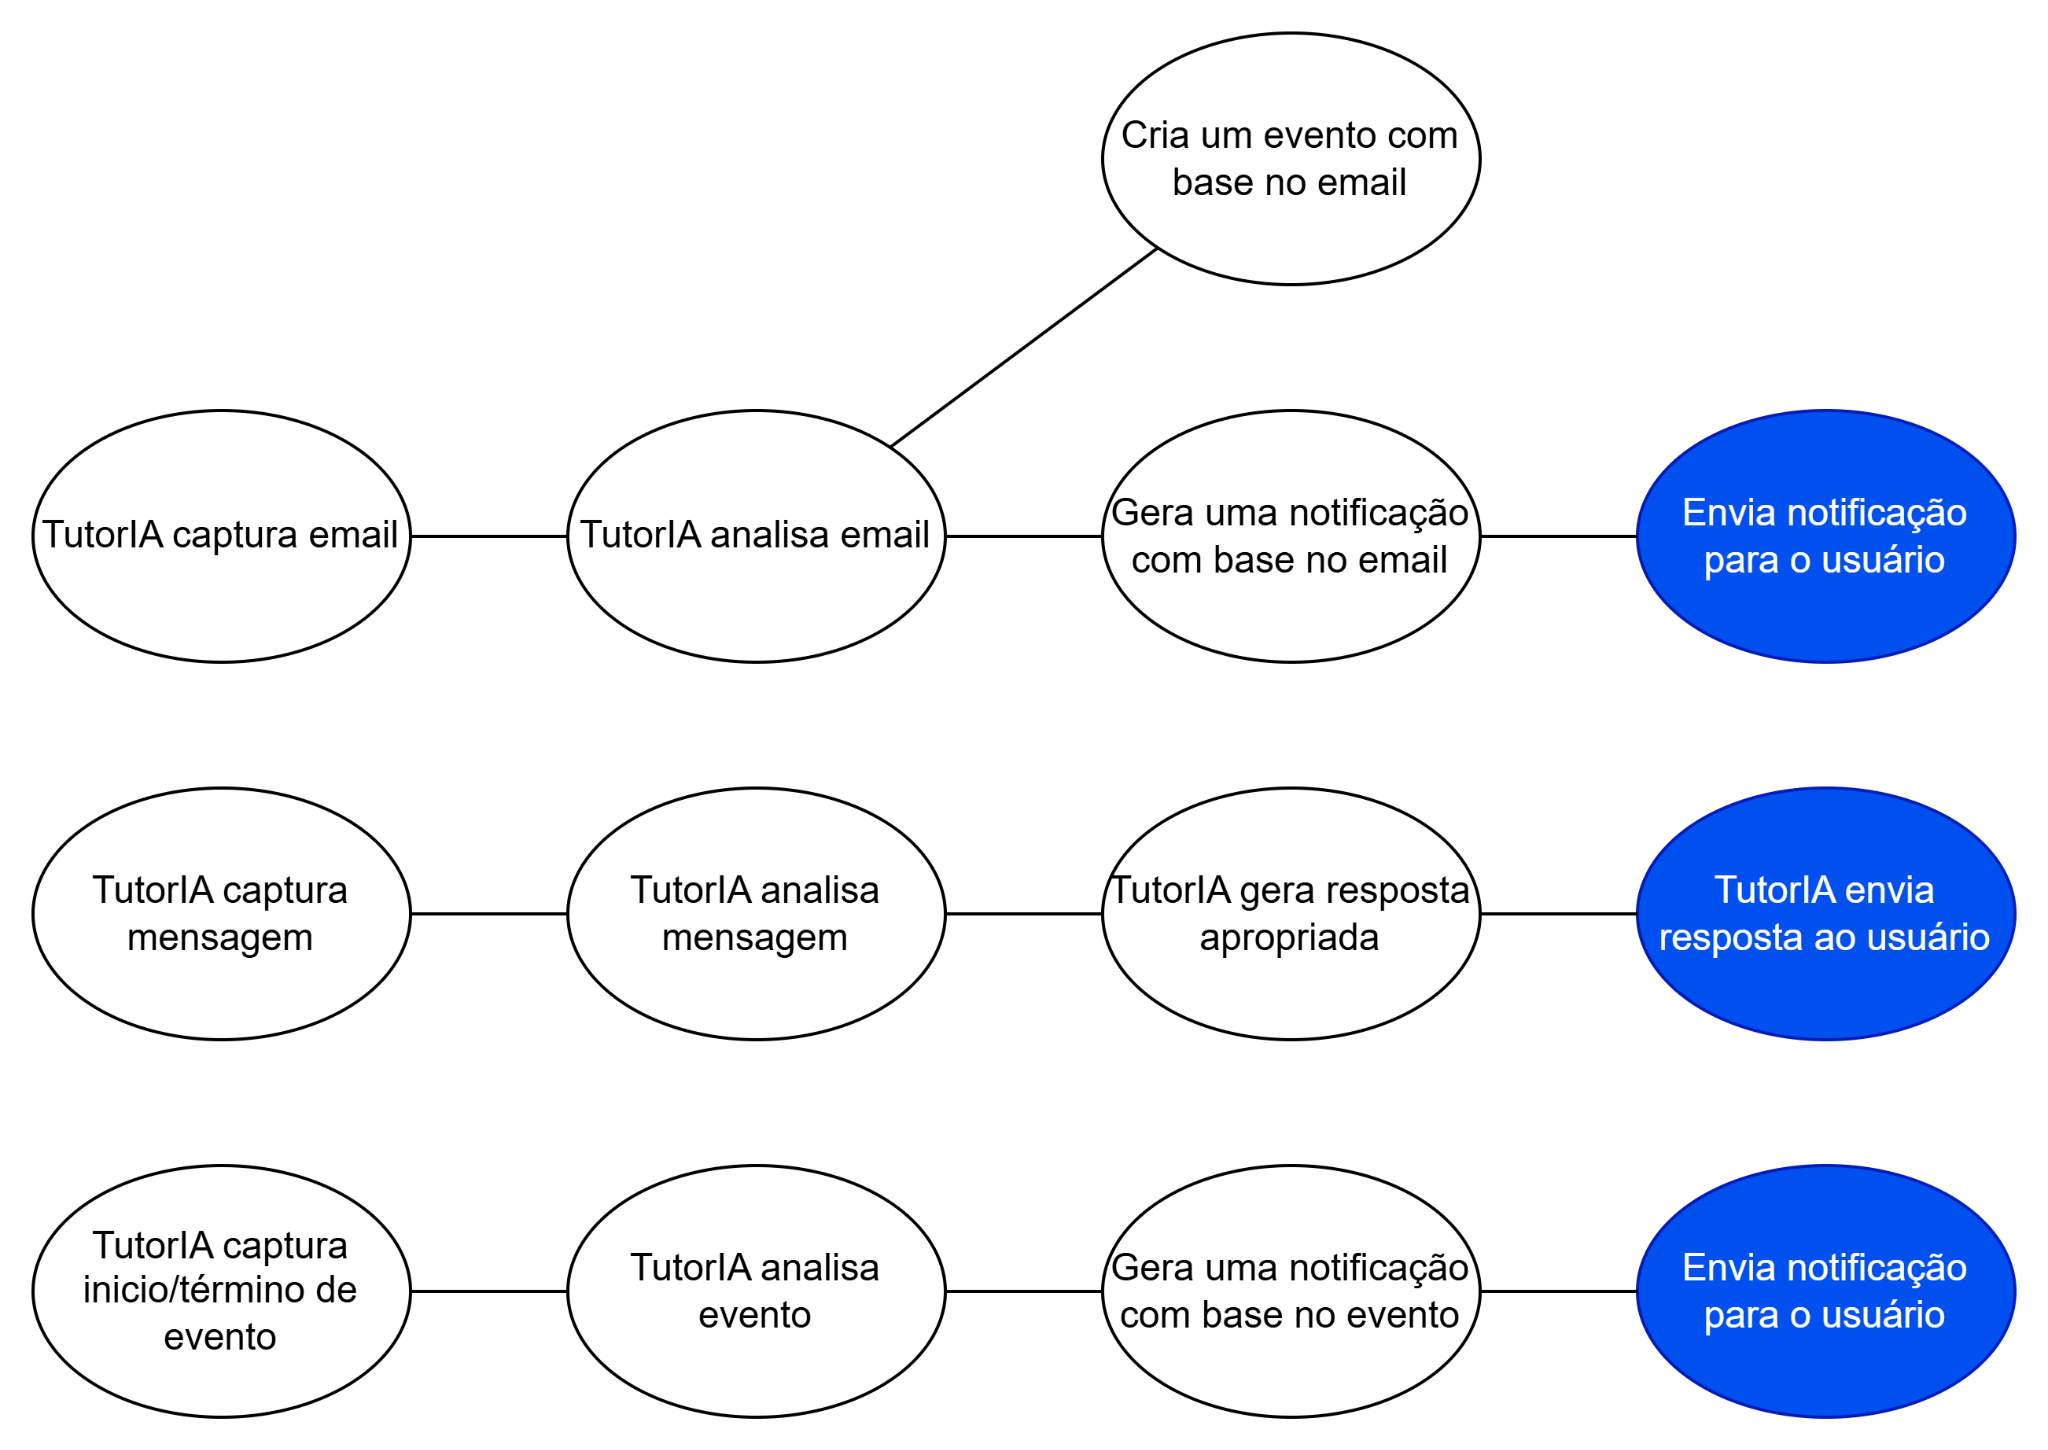 Cria um evento com
base no email
TutorIA captura email
TutorIA analisa email
Gera uma notificação
com base no email
Envia notificação
para o usuário
TutorIA captura
mensagem
TutorIA analisa
mensagem
TutorIA gera resposta
apropriada
TutorIA envia
resposta ao usuário
TutorIA captura
inicio/término de
evento
TutorIA analisa
evento
Gera uma notificação
com base no evento
Envia notificação
para o usuário